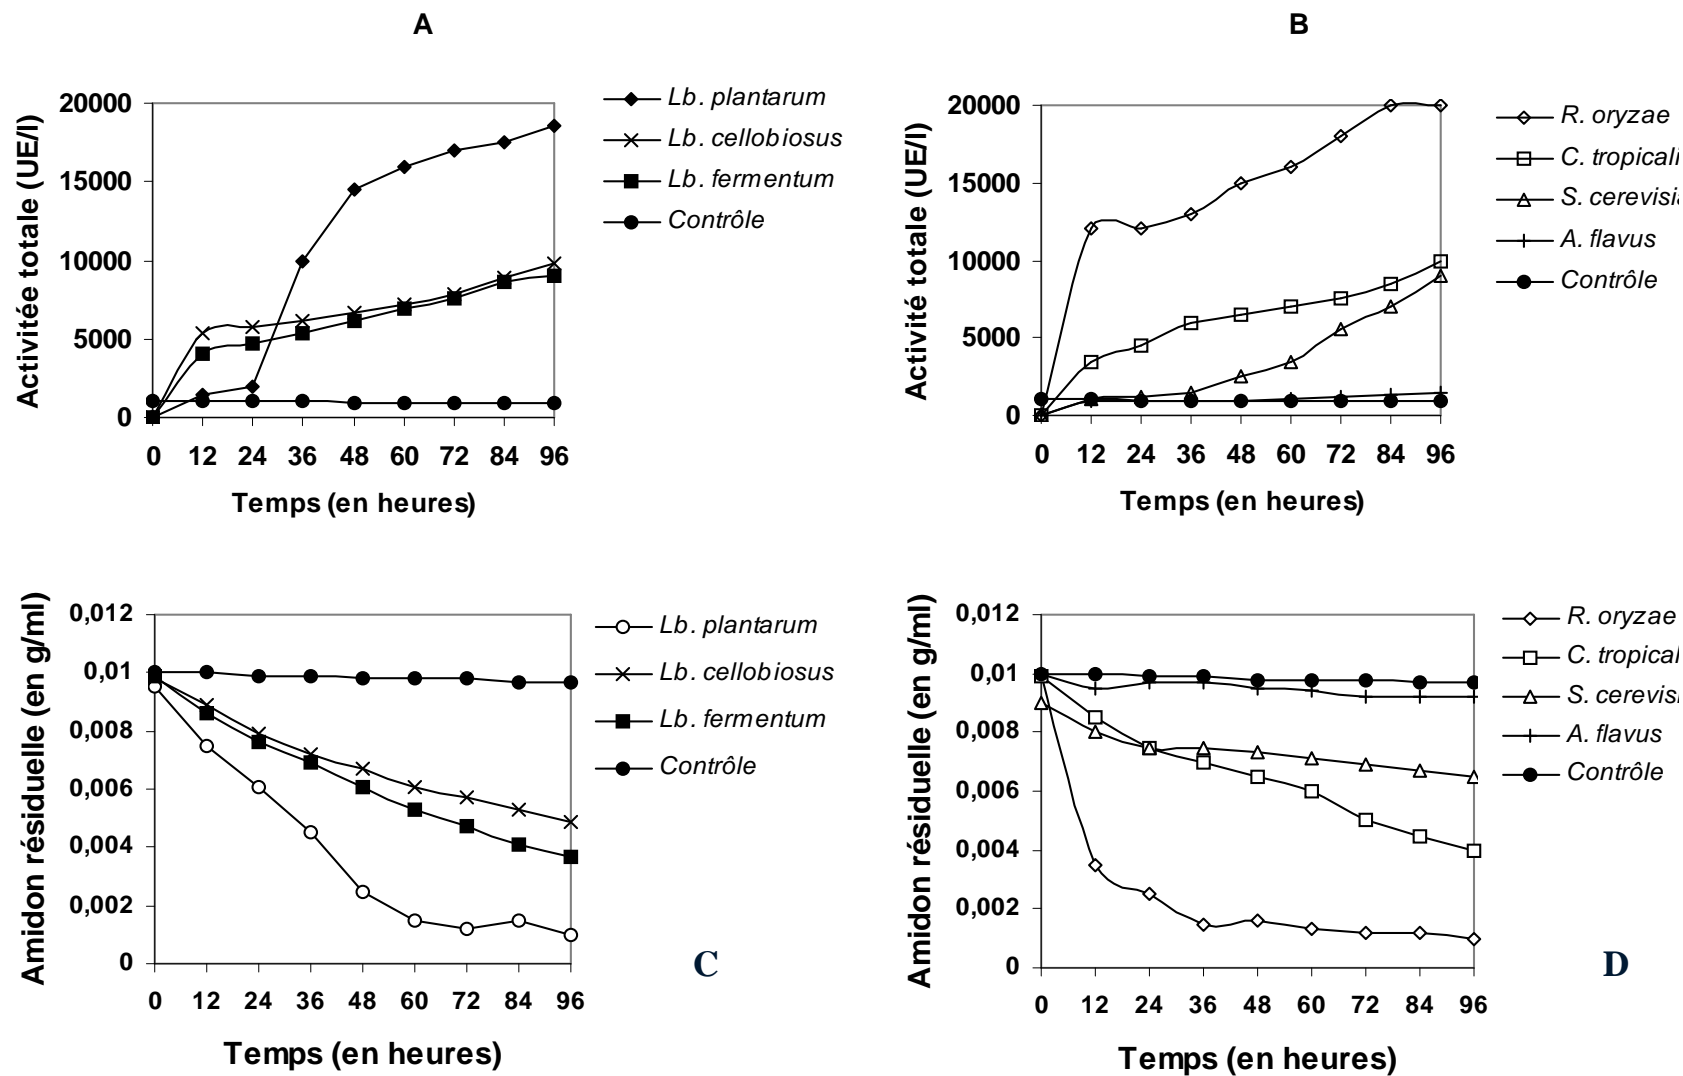 A
B
20000
15000
10000
5000
0
Activitée totale (UE/l)
0 12 24 36 48 60 72 84 96
Temps (en heures)
Lb. plantarum
Lb. cellobiosus
Lb. fermentum
Contrôle
20000
15000
10000
5000
0
Activité totale (UE/l)
0 12 24 36 48 60 72 84 96
Temps (en heures)
R. oryzae
C. tropicali
S. cerevisia
A. flavus
Contrôle
0,012
0,01
0,008
0,006
0,004
0,002
0
Amidon résiduelle (en g/ml)
0 12 24 36 48 60 72 84 96
Temps (en heures)
Lb. plantarum
Lb. cellobiosus
Lb. fermentum
Contrôle
C
0,012
0,01
0,008
0,006
0,004
0,002
0
Amidon résiduelle (en g/ml)
0 12 24 36 48 60 72 84 96
Temps (en heures)
R. oryzae
C. tropical
S. cerevisi
A. flavus
Contrôle
D